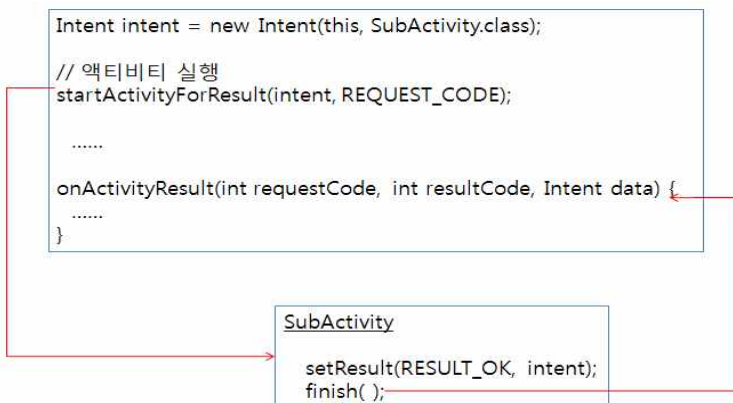 Intent intent = new Intent(this, SubActivity.class);
// 액티비티 실행
startActivityForResult(intent, REQUEST_CODE);
......
onActivityResult(int requestCode, int resultCode, Intent data) {
......
}
SubActivity
setResult(RESULT_OK, intent);
finish( );